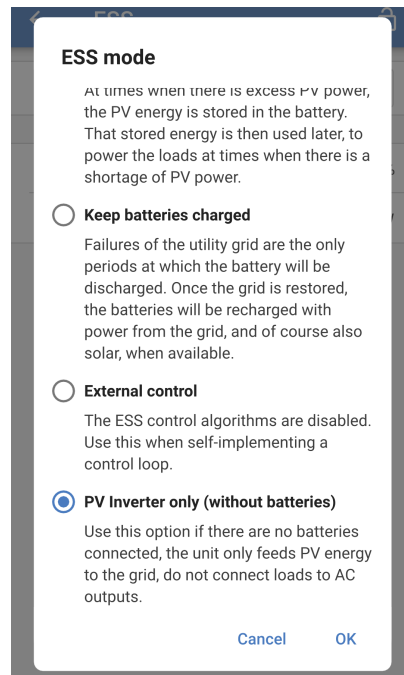 ESS
ESS mode
At times when there is excess PV power,
the PV energy is stored in the battery.
That stored energy is then used later, to
power the loads at times when there is a
shortage of PV power.
Keep batteries charged
Failures of the utility grid are the only
periods at which the battery will be
discharged. Once the grid is restored,
the batteries will be recharged with
power from the grid, and of course also
solar, when available.
External control
The ESS control algorithms are disabled.
Use this when self-implementing a
control loop.
PV Inverter only (without batteries)
Use this option if there are no batteries
connected, the unit only feeds PV energy
to the grid, do not connect loads to AC
outputs.
Cancel OK